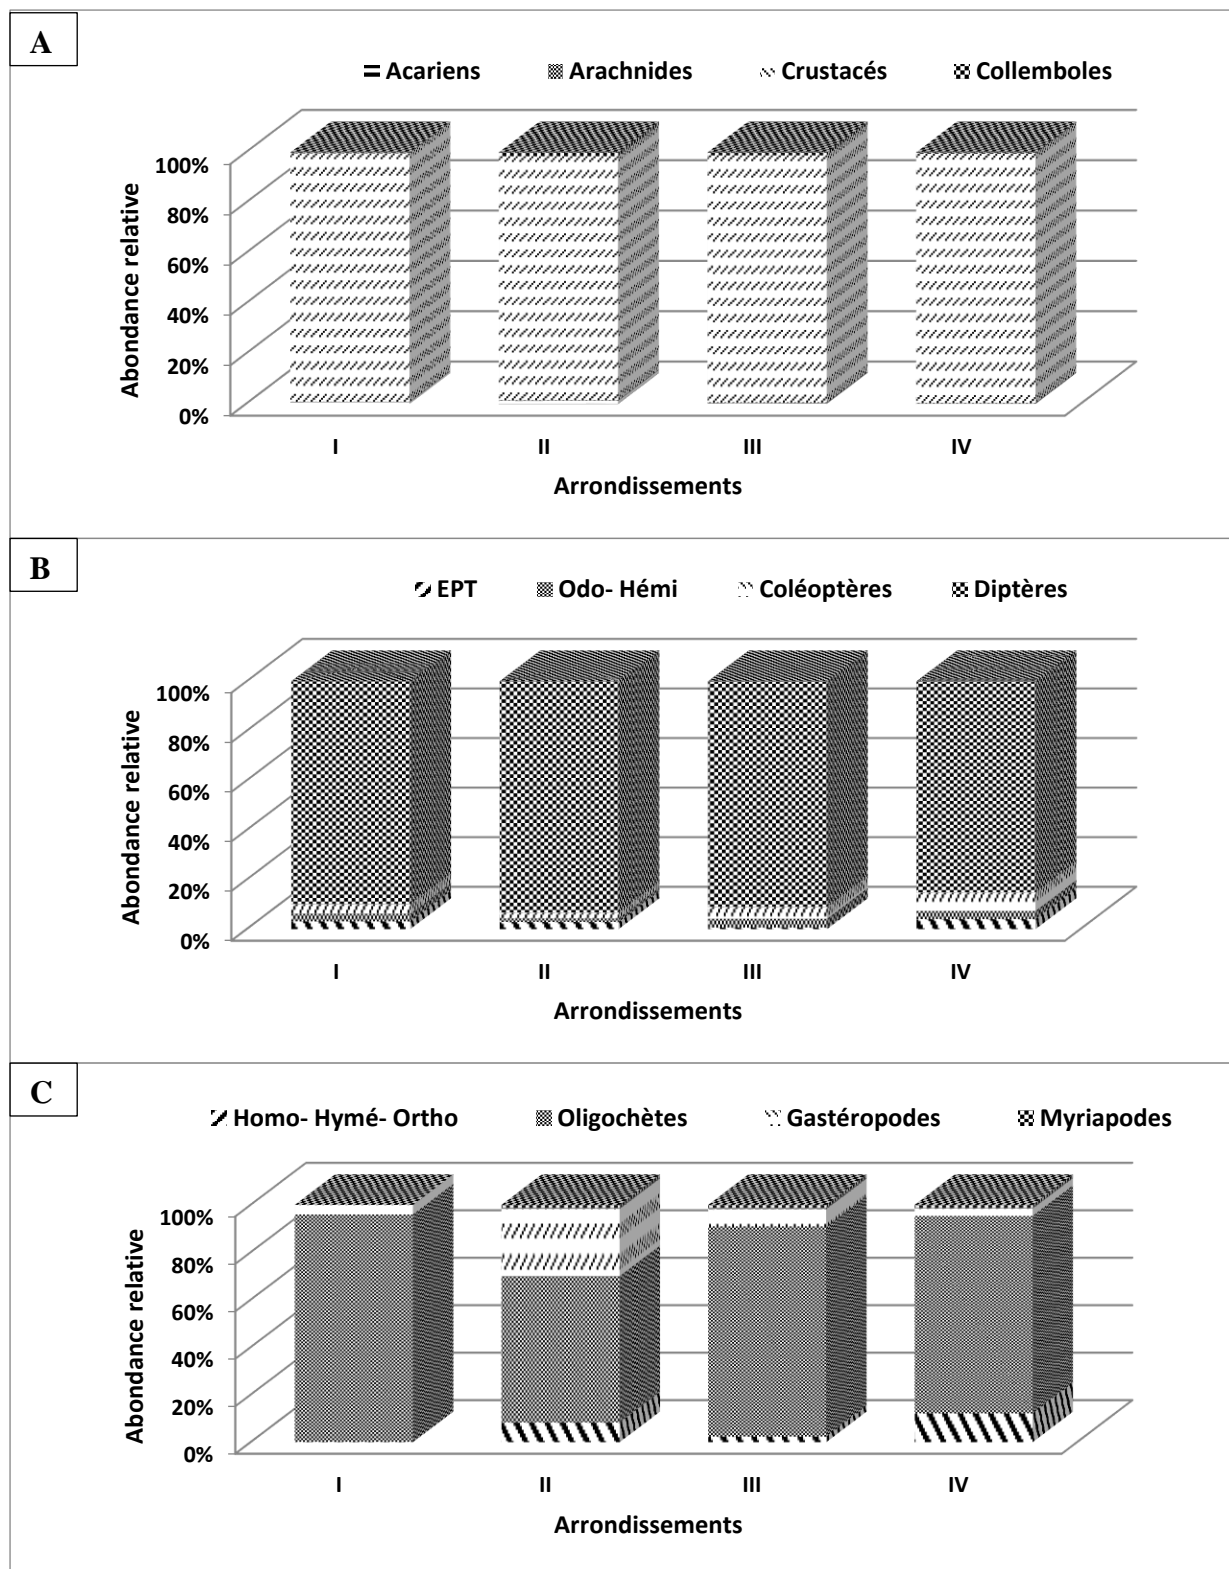 A
Acariens Arachnides Crustacés Collemboles
100%
80%
60%
40%
20%
0%
Abondance relative
I II III IV
Arrondissements
B
EPT Odo- Hémi Coléoptères Diptères
100%
80%
60%
40%
20%
0%
Abondance relative
I II III IV
Arrondissements
C
Homo- Hymé- Ortho Oligochètes Gastéropodes Myriapodes
100%
80%
60%
40%
20%
0%
Abondance relative
I II III IV
Arrondissements